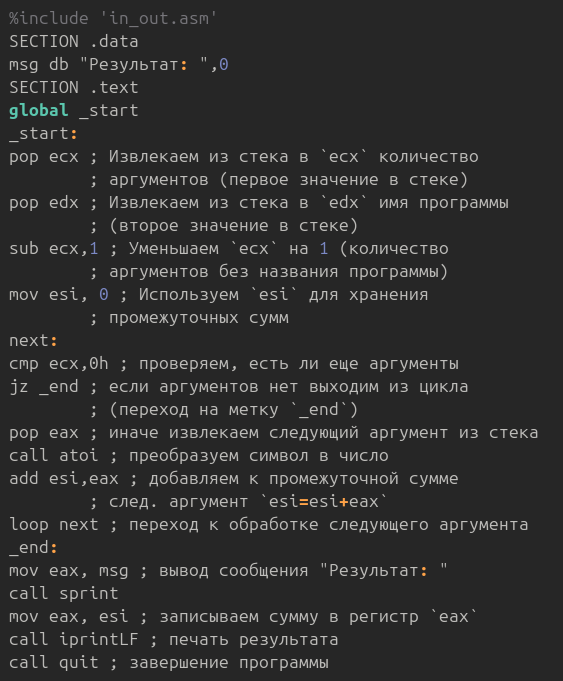 %include 'in_out.asm'
SECTION .data
msg db "Результат: ",0
SECTION .text
global _start
_start:
pop ecx ; Извлекаем из стека в `ecx` количество
; аргументов (первое значение в стеке)
pop edx ; Извлекаем из стека в `edx` имя программы
; (второе значение в стеке)
sub ecx,1 ; Уменьшаем `ecx` на 1 (количество
; аргументов без названия программы)
mov esi, 0 ; Используем `esi` для хранения
; промежуточных сумм
next:
cmp ecx,0h ; проверяем, есть ли еще аргументы
jz _end ; если аргументов нет выходим из цикла
; (переход на метку `_end`)
pop eax ; иначе извлекаем следующий аргумент из стека
call atoi ; преобразуем символ в число
add esi,eax ; добавляем к промежуточной сумме
; след. аргумент `esi=esi+eax`
loop next ; переход к обработке следующего аргумента
_end:
mov eax, msg ; вывод сообщения "Результат: "
call sprint
mov eax, esi ; записываем сумму в регистр `eax`
call iprintLF ; печать результата
call quit ; завершение программы